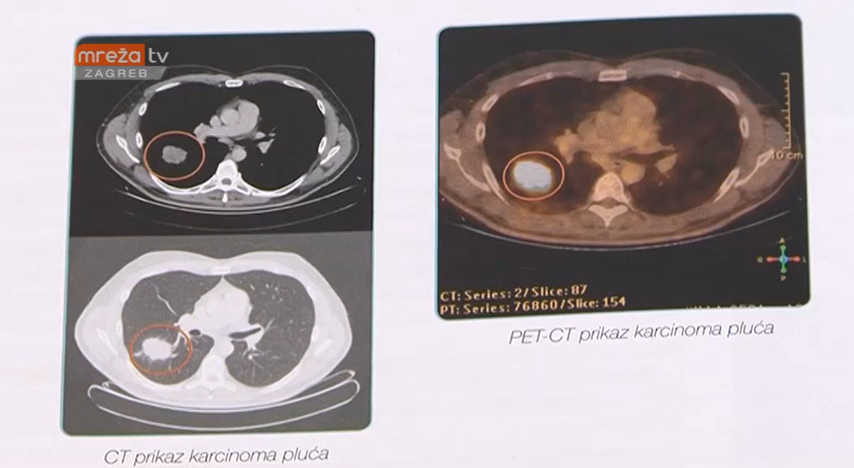 mreža tv
ZAGREB
10 cm
A
R L
P
CT: Series: 2/Slice: 87
PT: Series: 76860/Slice: 154
PET-CT prikaz karcinoma pluća
CT prikaz karcinoma pluća